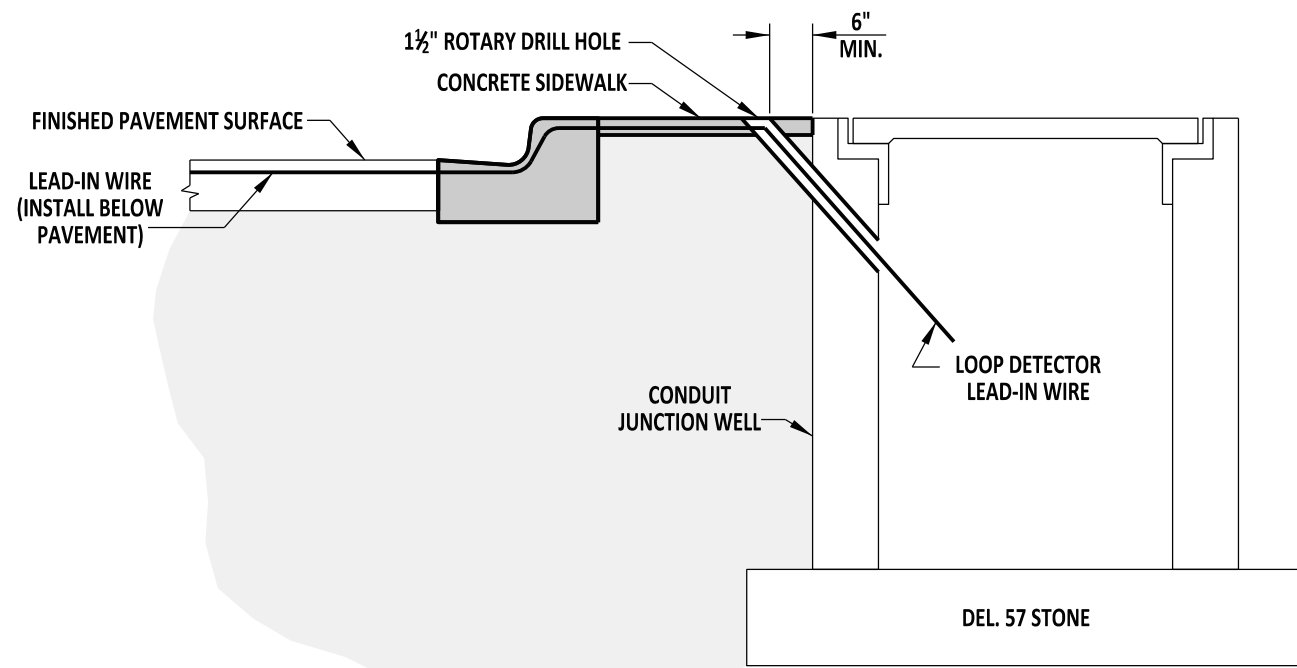 6"
MIN.
1½" ROTARY DRILL HOLE
CONCRETE SIDEWALK
FINISHED PAVEMENT SURFACE
LEAD-IN WIRE
(INSTALL BELOW
PAVEMENT)
LOOP DETECTOR
LEAD-IN WIRE
CONDUIT
JUNCTION WELL
DEL. 57 STONE